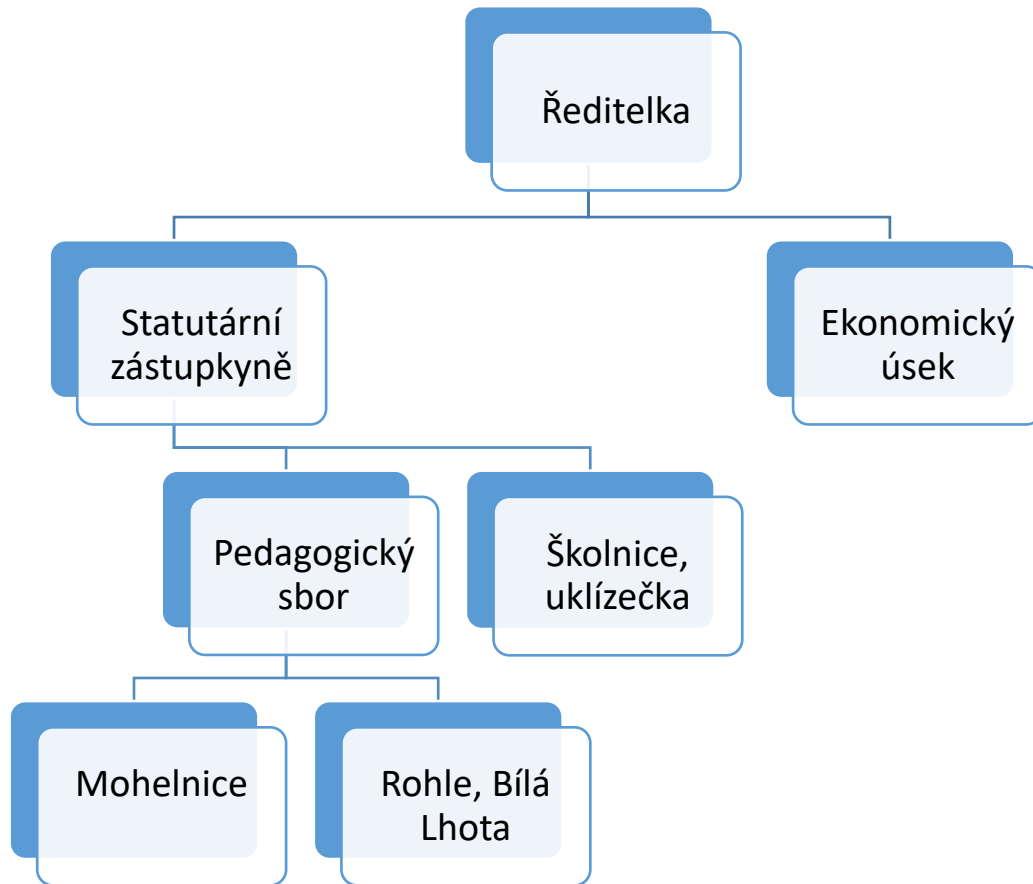 Ředitelka
Statutární
zástupkyně
Ekonomický
úsek
Pedagogický
sbor
Školnice,
uklízečka
Mohelnice
Rohle, Bílá
Lhota